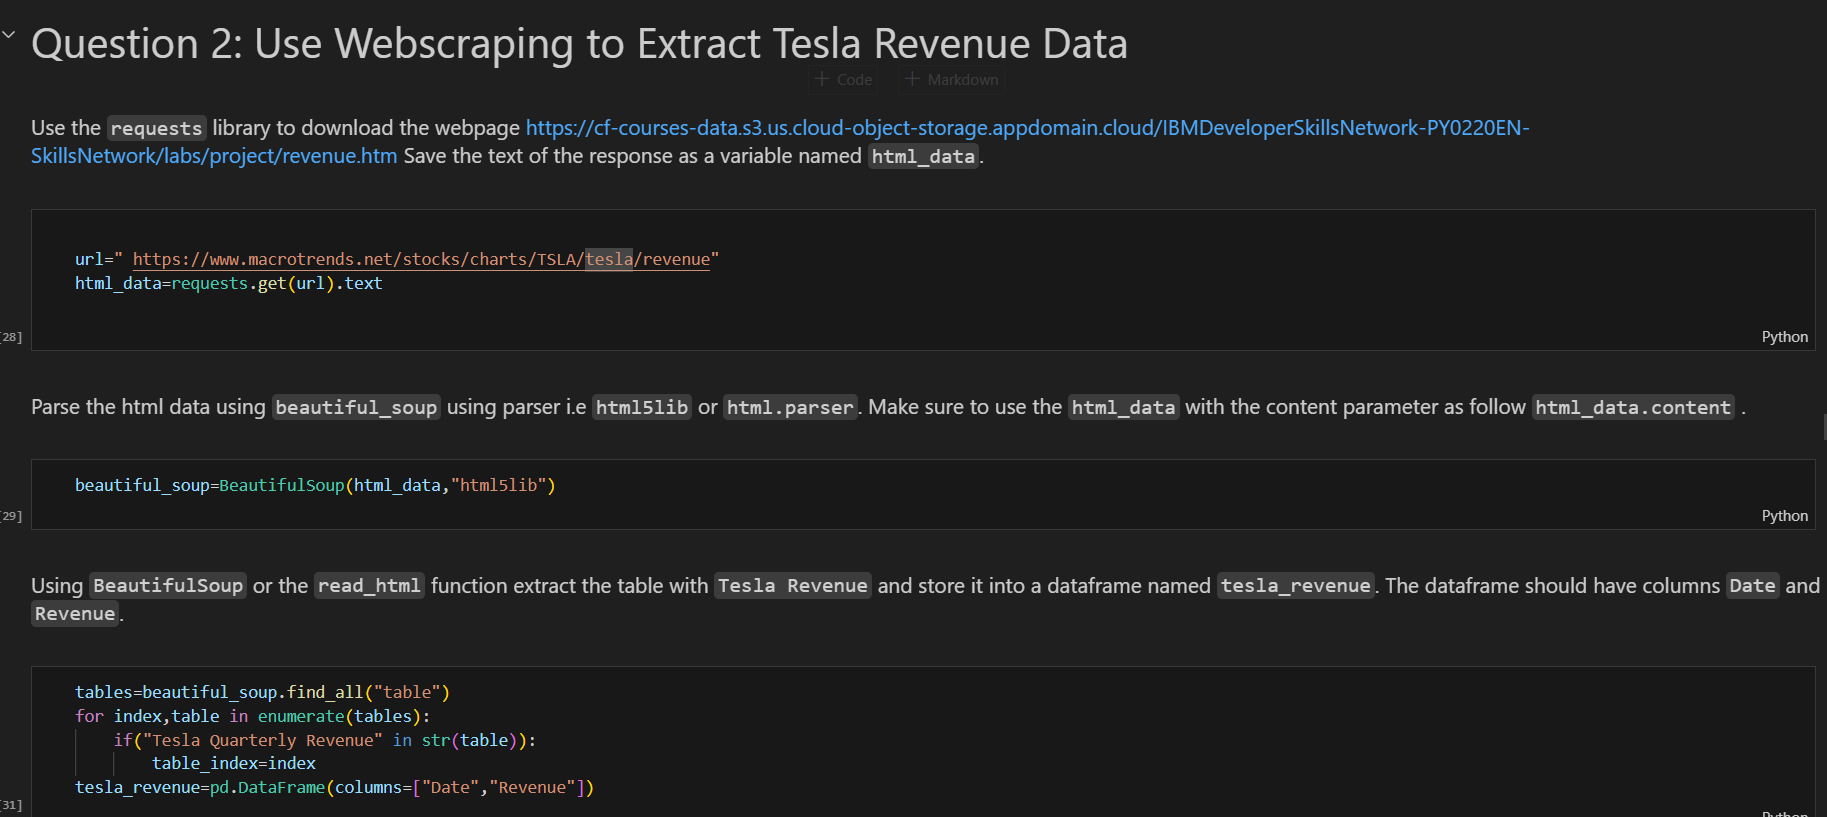 Question 2: Use Webscraping to Extract Tesla Revenue Data
+ Code + Markdown
Use the requests library to download the webpage https://cf-courses-data.s3.us.cloud-object-storage.appdomain.cloud/IBMDeveloperSkillsNetwork-PY0220EN-
SkillsNetwork/labs/project/revenue.htm Save the text of the response as a variable named html_data.
url=" https://www.macrotrends.net/stocks/charts/TSLA/tesla/revenue"
html_data=requests.get(url).text
[28]
Python
Parse the html data using beautiful_soup using parser i.e html5lib or html.parser. Make sure to use the html_data with the content parameter as follow html_data.content .
beautiful_soup=BeautifulSoup(html_data,"html5lib")
[29]
Python
Using BeautifulSoup or the read_html function extract the table with Tesla Revenue and store it into a dataframe named tesla_revenue. The dataframe should have columns Date and
Revenue.
tables=beautiful_soup.find_all("table")
for index,table in enumerate(tables):
    if("Tesla Quarterly Revenue" in str(table)):
        table_index=index
tesla_revenue=pd.DataFrame(columns=["Date","Revenue"])
[31]
Python